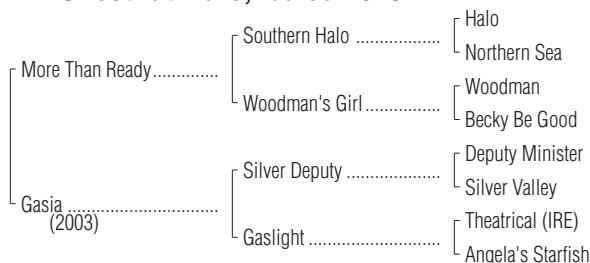 Halo
Southern Halo ..................
Northern Sea
More Than Ready..............
Woodman
Woodman's Girl................
Becky Be Good
Deputy Minister
Silver Deputy ...................
Silver Valley
Gasia ................................
(2003)
Theatrical (IRE)
Gaslight ...........................
Angela's Starfish